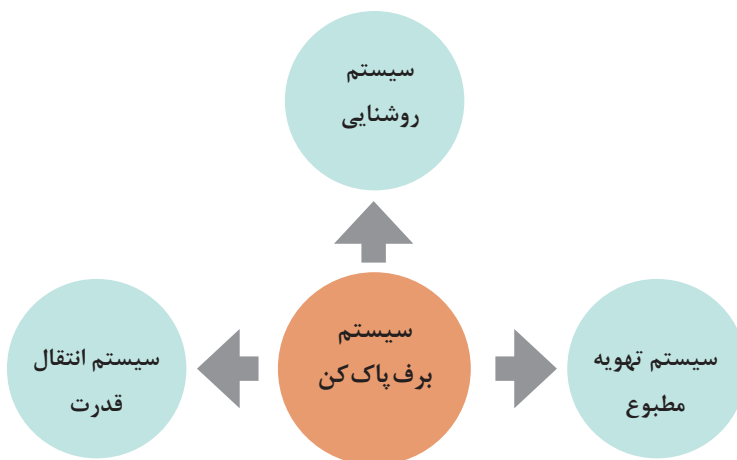 سیستم
روشنایی
سیستم
برف پاک کن
سیستم تهویه
مطبوع
سیستم انتقال
قدرت